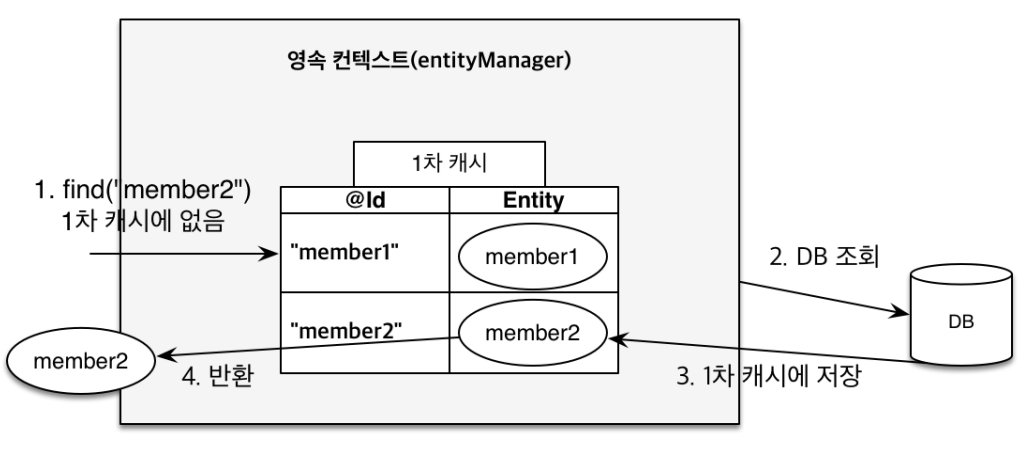 영속 컨텍스트(entityManager)
1차 캐시
1. find("member2")
1차 캐시에 없음
@Id
Entity
"member1"
member1
2. DB 조회
DB
"member2"
member2
member2
4. 반환
3. 1차 캐시에 저장